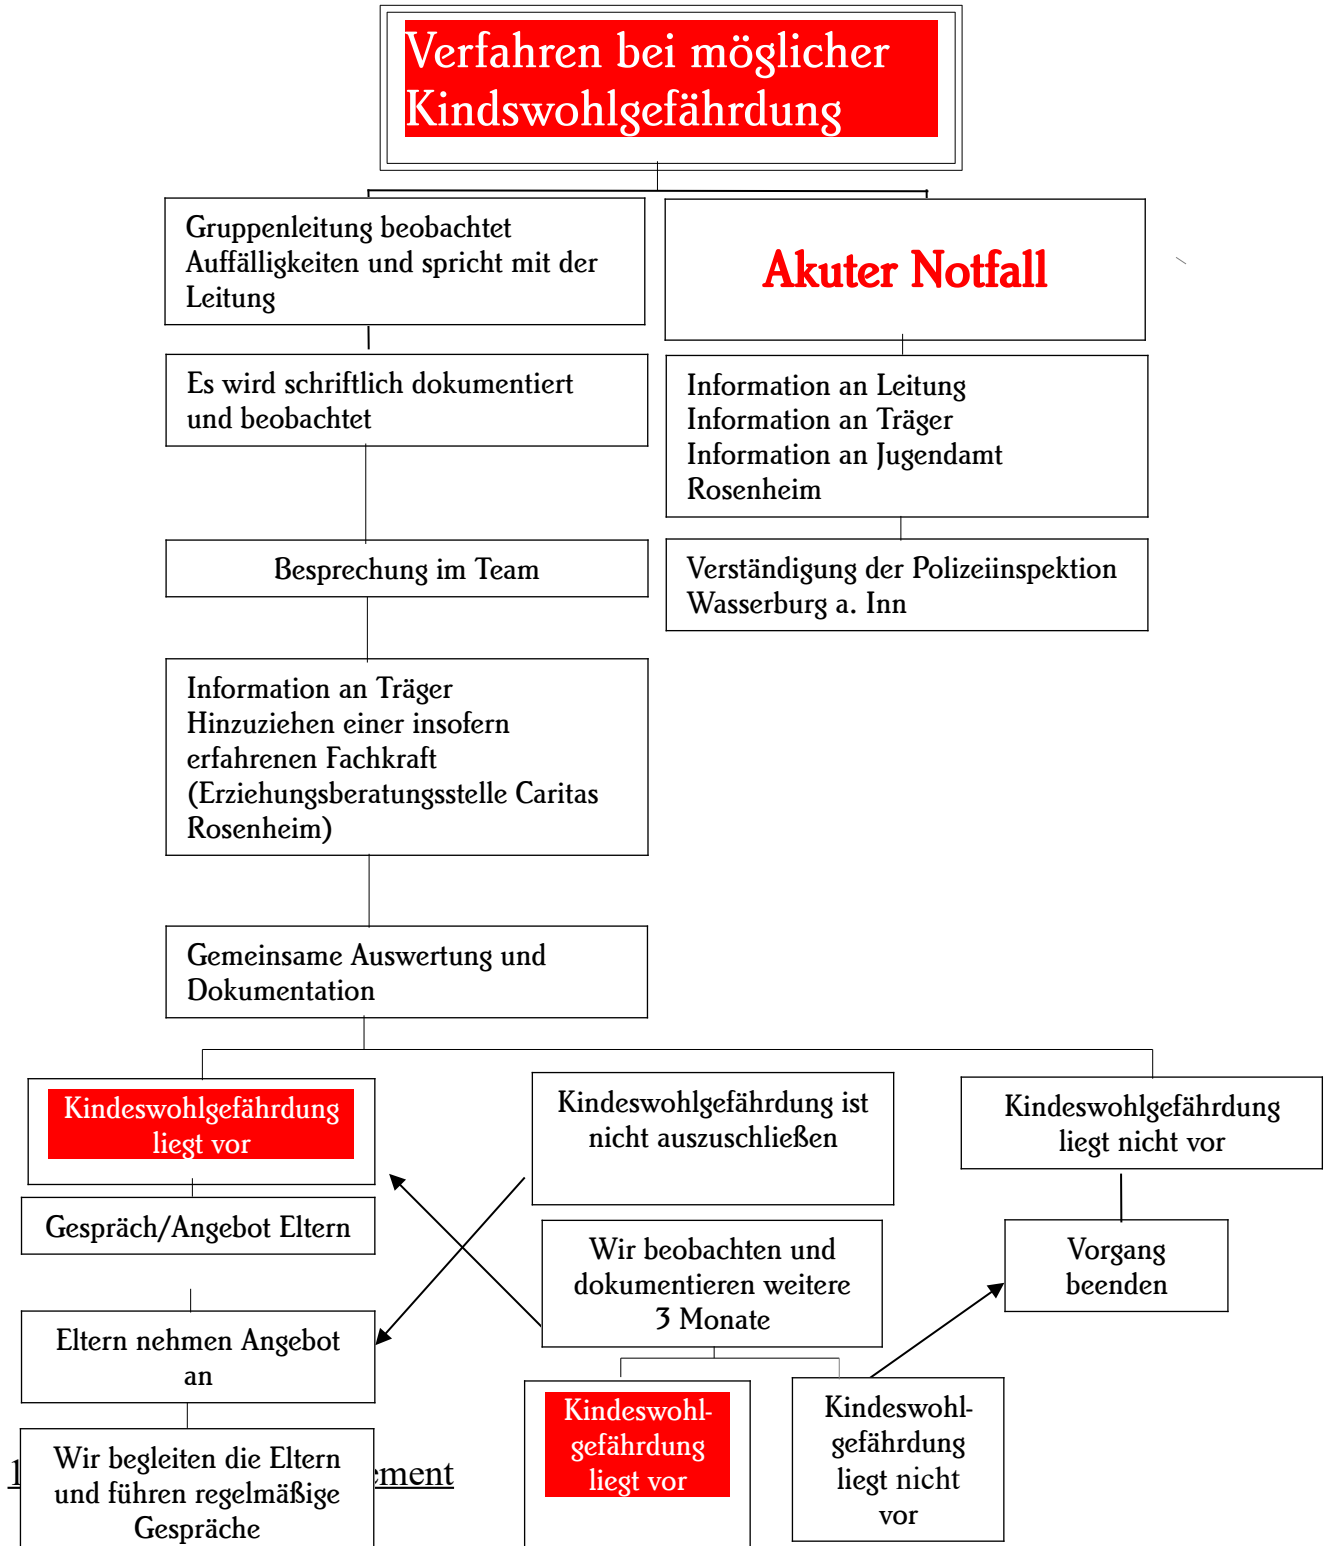 Verfahren bei möglicher
Kindswohlgefährdung
Gruppenleitung beobachtet
Auffälligkeiten und spricht mit der
Leitung
Akuter Notfall
Es wird schriftlich dokumentiert
und beobachtet
Information an Leitung
Information an Träger
Information an Jugendamt
Rosenheim
Besprechung im Team
Verständigung der Polizeiinspektion
Wasserburg a. Inn
Information an Träger
Hinzuziehen einer insofern
erfahrenen Fachkraft
(Erziehungsberatungsstelle Caritas
Rosenheim)
Gemeinsame Auswertung und
Dokumentation
Kindeswohlgefährdung
liegt vor
Kindeswohlgefährdung ist
nicht auszuschließen
Kindeswohlgefährdung
liegt nicht vor
Gespräch/Angebot Eltern
Wir beobachten und
dokumentieren weitere
3 Monate
Vorgang
beenden
Eltern nehmen Angebot
an
Kindeswohl-
gefährdung
liegt vor
Kindeswohl-
gefährdung
liegt nicht
vor
Wir begleiten die Eltern
und führen regelmäßige
Gespräche
1
ement